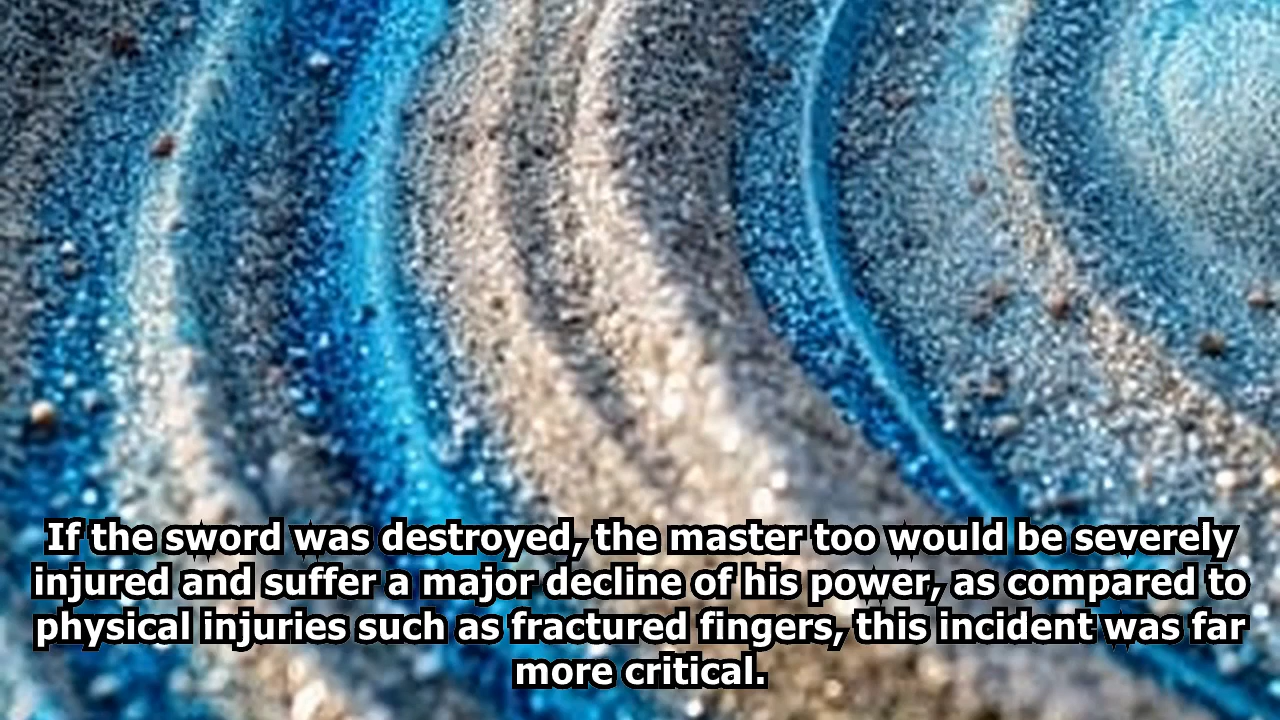 If the sword was destroyed, the master too would be severely
injured and suffer a major decline of his power, as compared to
physical injuries such as fractured fingers, this incident was far
more critical.